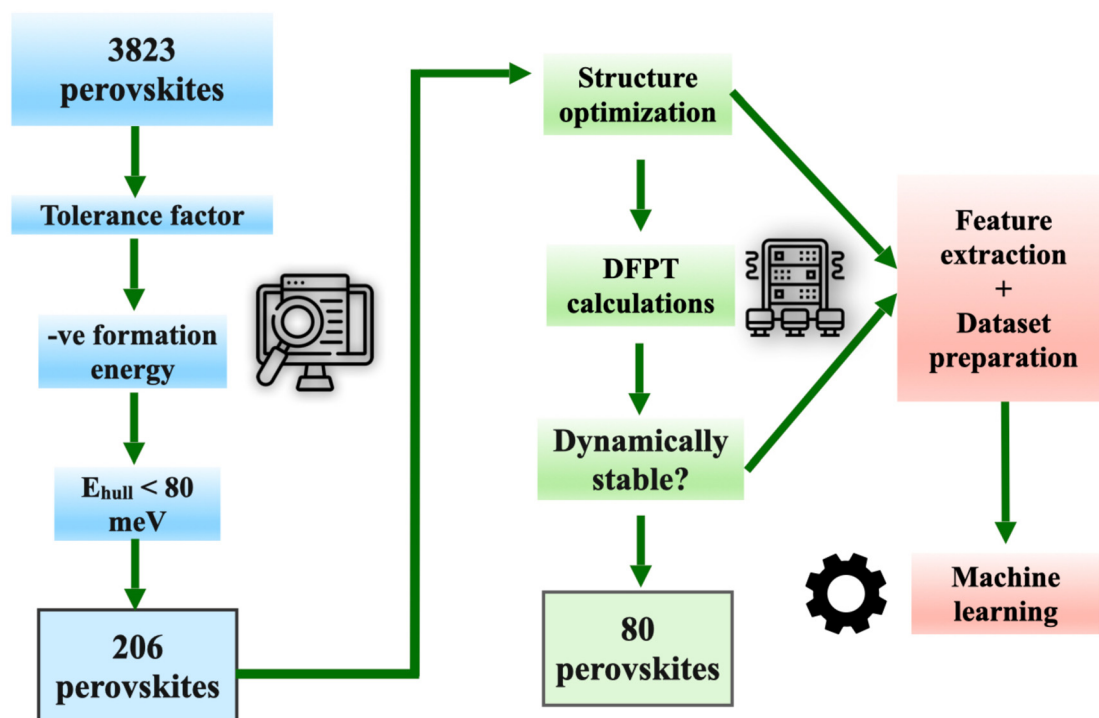 3823
perovskites
Tolerance factor
-ve formation
energy
Ehull < 80
meV
206
perovskites
Structure
optimization
DFPT
calculations
Dynamically
stable?
80
perovskites
Feature
extraction
+
Dataset
preparation
Machine
learning